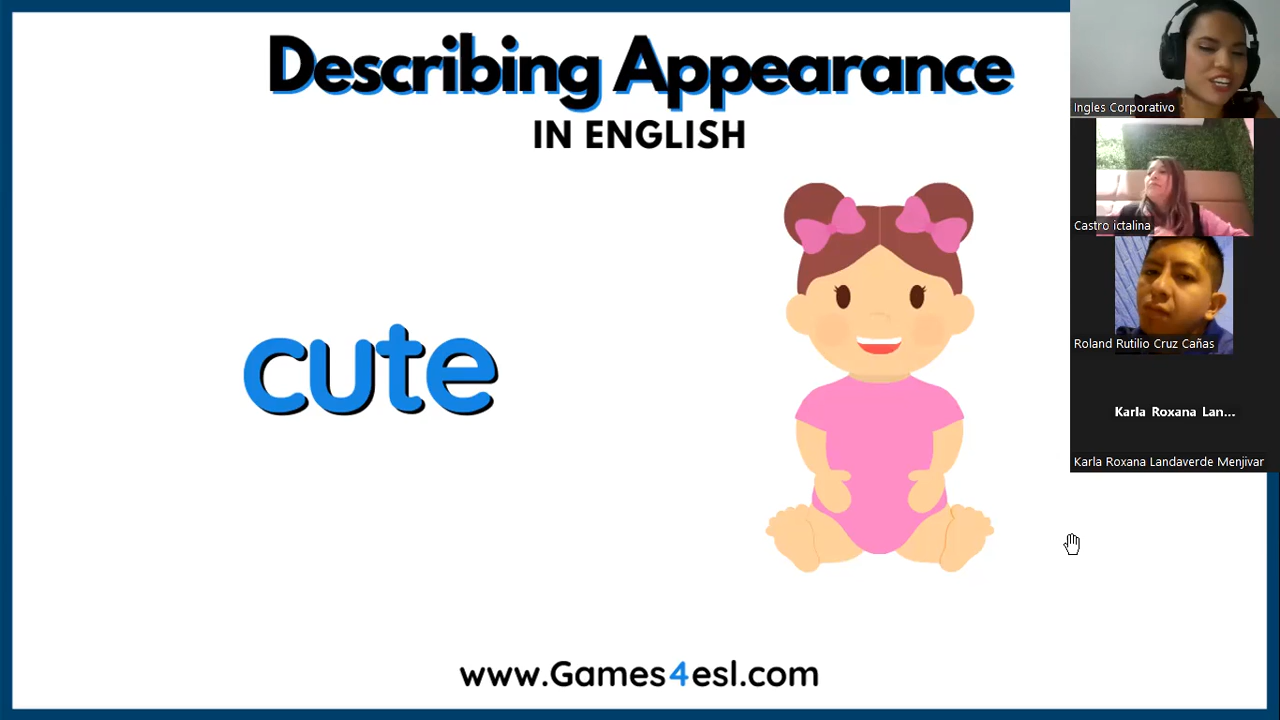 Describing Appearance
IN ENGLISH
cute
www.Games4esl.com
Ingles Corporativo
Castro ictalina
Roland Rutilio Cruz Cañas
Karla Roxana Lan...
Karla Roxana Landaverde Menjivar